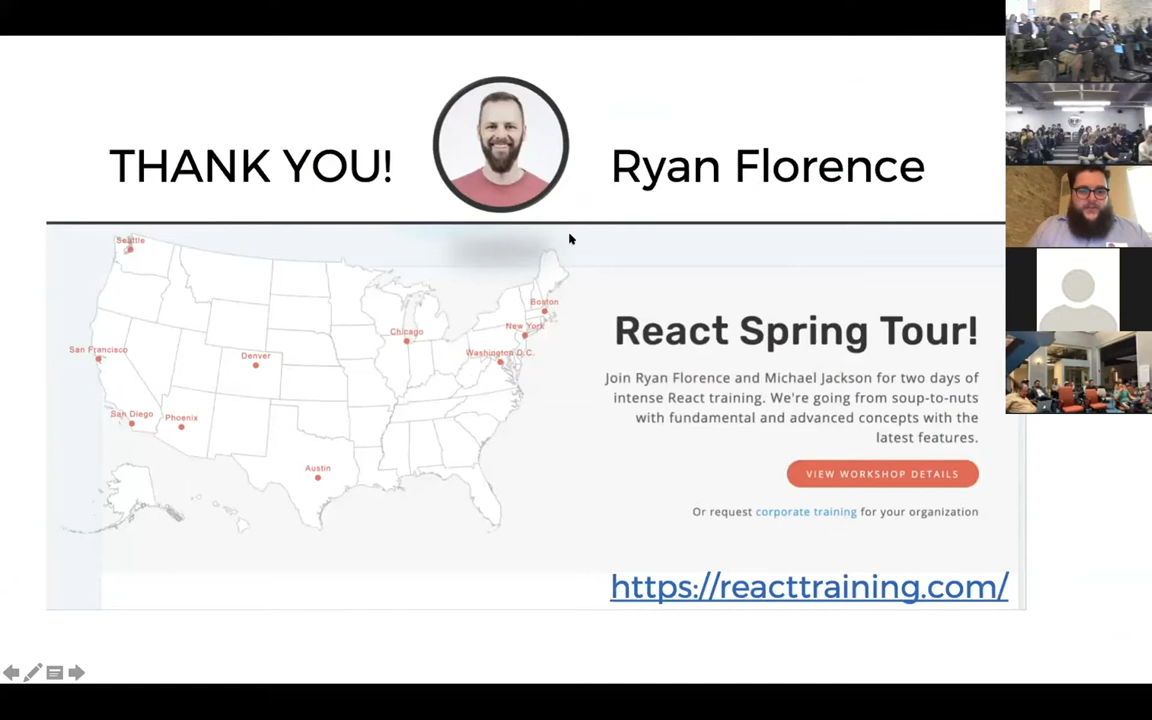 THANK YOU!
Ryan Florence
Seattle
Boston
New York
Chicago
Washington D.C.
San Francisco
Denver
San Diego
Phoenix
Austin
React Spring Tour!
Join Ryan Florence and Michael Jackson for two days of
intense React training. We're going from soup-to-nuts
with fundamental and advanced concepts with the
latest features.
VIEW WORKSHOP DETAILS
Or request corporate training for your organization
https://reacttraining.com/